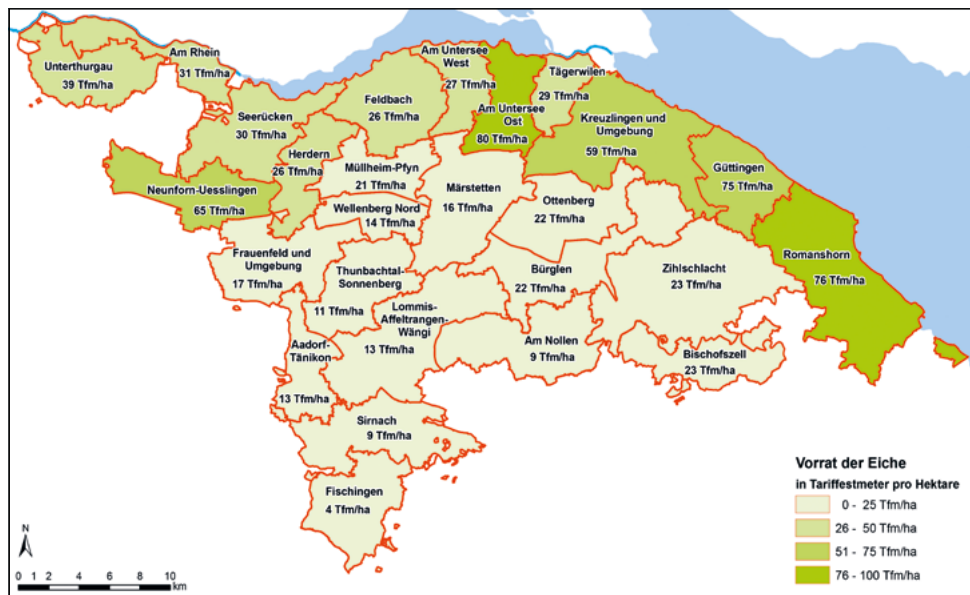 Am Rhein
31 Tfm/ha
Unterthurgau
39 Tfm/ha
Am Untersee
West
27 Tfm/ha
Tägerwilen
29 Tfm/ha
Seerücken
30 Tfm/ha
Feldbach
26 Tfm/ha
Am Untersee
Ost
80 Tfm/ha
Kreuzlingen und
Umgebung
59 Tfm/ha
Herdern
26 Tfm/ha
Müllheim-Pfyn
21 Tfm/ha
Güttingen
75 Tfm/ha
Neunforn-Uesslingen
65 Tfm/ha
Märstetten
16 Tfm/ha
Wellenberg Nord
14 Tfm/ha
Ottenberg
22 Tfm/ha
Frauenfeld und
Umgebung
17 Tfm/ha
Thunbachtal-
Sonnenberg
11 Tfm/ha
Bürglen
22 Tfm/ha
Zihlschlacht
23 Tfm/ha
Romanshorn
76 Tfm/ha
Lommis-
Affeltrangen-
Wängi
13 Tfm/ha
Aadorf-
Tänikon
13 Tfm/ha
Am Nollen
9 Tfm/ha
Bischofszell
23 Tfm/ha
Sirnach
9 Tfm/ha
Fischingen
4 Tfm/ha
Vorrat der Eiche
in Tariffestmeter pro Hektare
0 - 25 Tfm/ha
26 - 50 Tfm/ha
51 - 75 Tfm/ha
76 - 100 Tfm/ha
N
0 1 2 4 6 8 10
km